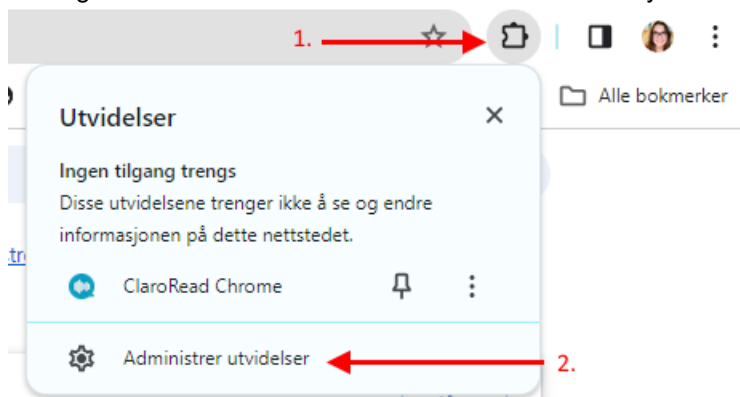 1.
Alle bokmerker
Utvidelser
Ingen tilgang trengs
Disse utvidelsene trenger ikke å se og endre
informasjonen på dette nettstedet.
ClaroRead Chrome
Administrer utvidelser
2.